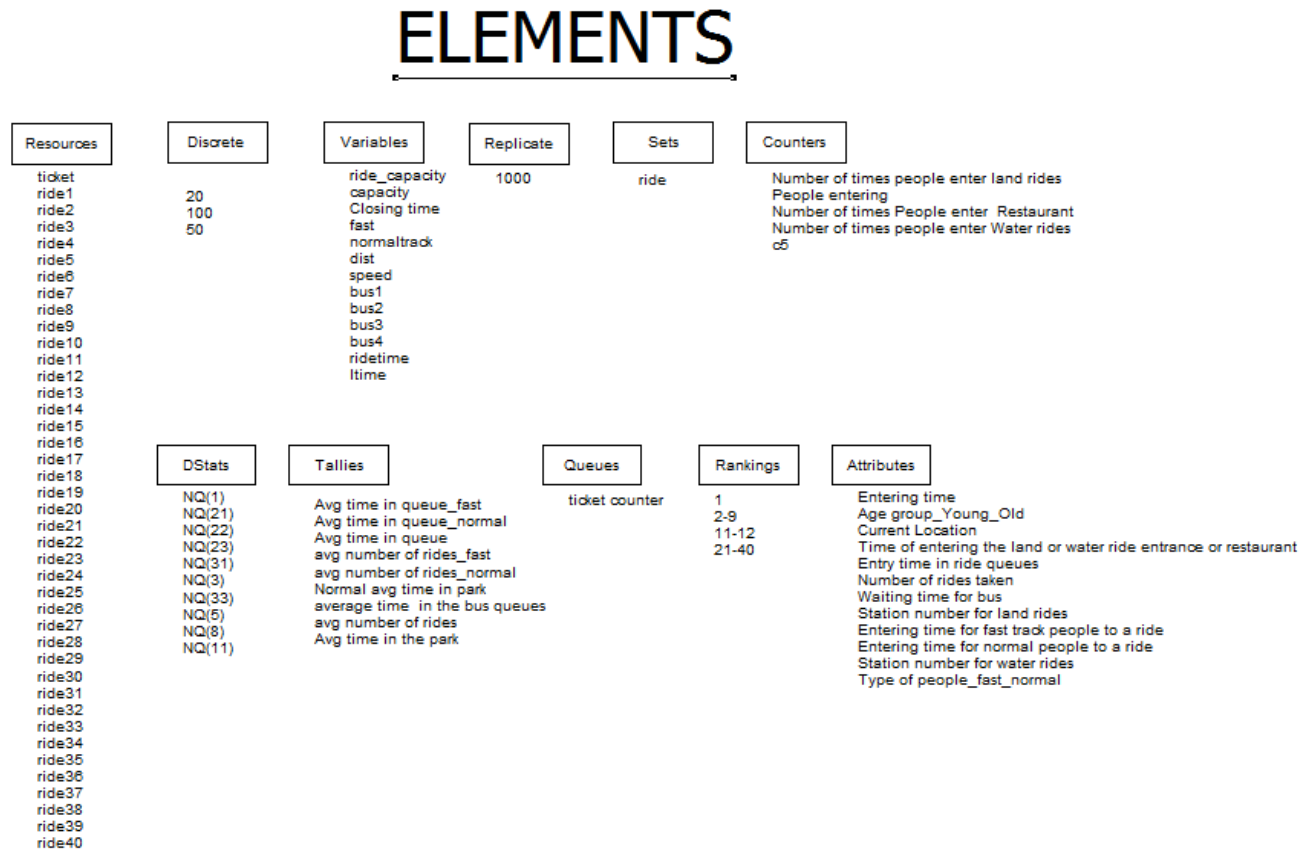 ELEMENTS
Resources
ticket
ride1
ride2
ride3
ride4
ride5
ride6
ride7
ride8
ride9
ride10
ride11
ride12
ride13
ride14
ride15
ride16
ride17
ride18
ride19
ride20
ride21
ride22
ride23
ride24
ride25
ride26
ride27
ride28
ride29
ride30
ride31
ride32
ride33
ride34
ride35
ride36
ride37
ride38
ride39
ride40
Discrete
20
100
50
Variables
ride_capacity
capacity
Closing time
fast
normaltrack
dist
speed
bus1
bus2
bus3
bus4
ridetime
ltime
Replicate
1000
Sets
ride
Counters
Number of times people enter land rides
People entering
Number of times People enter Restaurant
Number of times people enter Water rides
c5
DStats
NQ(1)
NQ(21)
NQ(22)
NQ(23)
NQ(31)
NQ(3)
NQ(33)
NQ(5)
NQ(8)
NQ(11)
Tallies
Avg time in queue_fast
Avg time in queue_normal
Avg time in queue
avg number of rides_fast
avg number of rides_normal
Normal avg time in park
average time in the bus queues
avg number of rides
Avg time in the park
Queues
ticket counter
Rankings
1
2-9
11-12
21-40
Attributes
Entering time
Age group_Young_Old
Current Location
Time of entering the land or water ride entrance or restaurant
Entry time in ride queues
Number of rides taken
Waiting time for bus
Station number for land rides
Entering time for fast track people to a ride
Entering time for normal people to a ride
Station number for water rides
Type of people_fast_normal